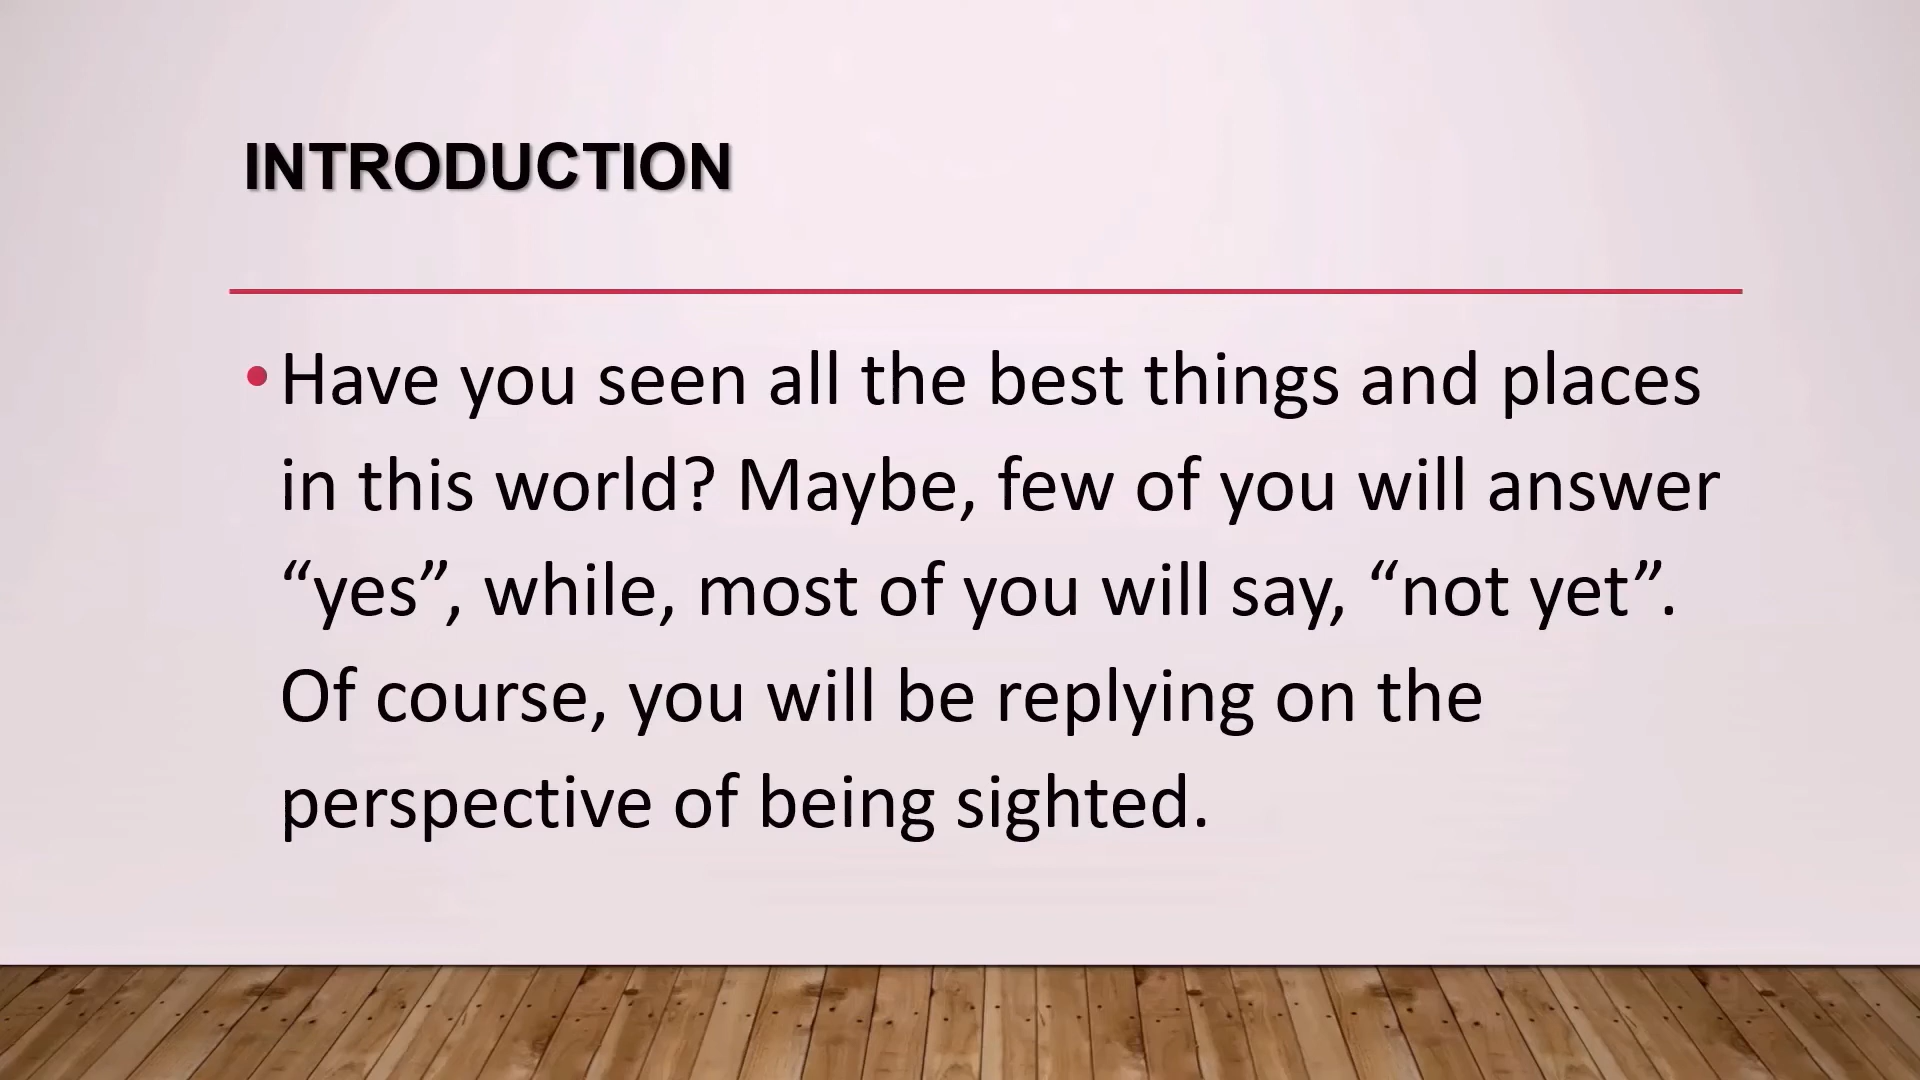 INTRODUCTION
• Have you seen all the best things and places
in this world? Maybe, few of you will answer
“yes”, while, most of you will say, “not yet”.
Of course, you will be replying on the
perspective of being sighted.